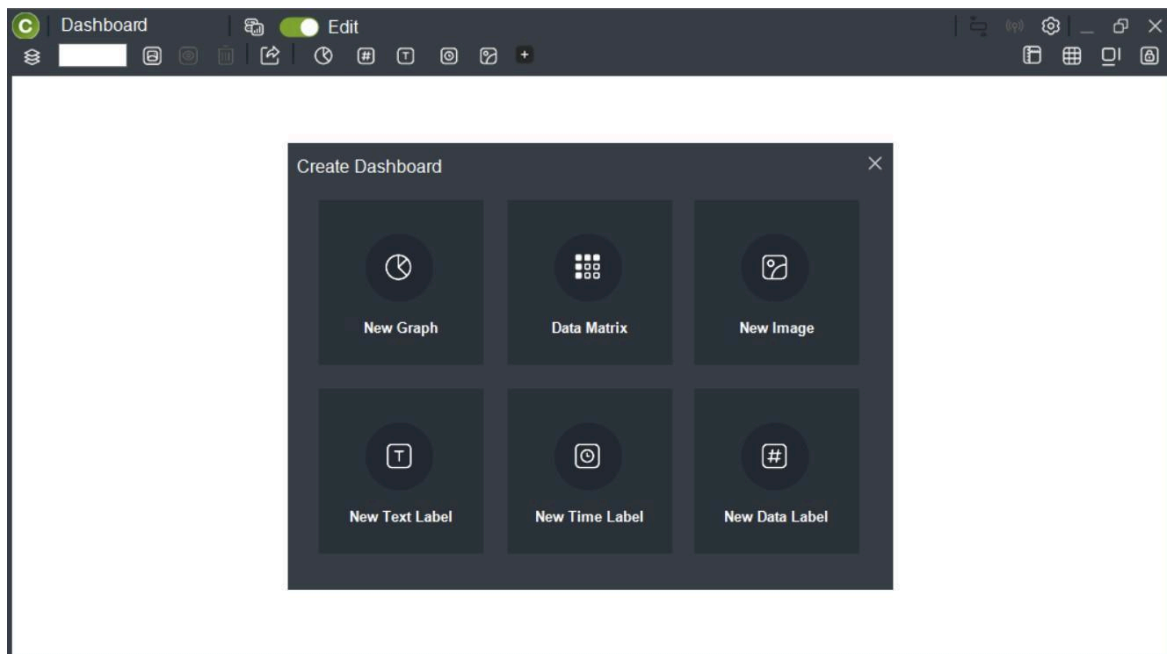 C Dashboard Edit
Create Dashboard
New Graph Data Matrix New Image
T
New Text Label New Time Label New Data Label